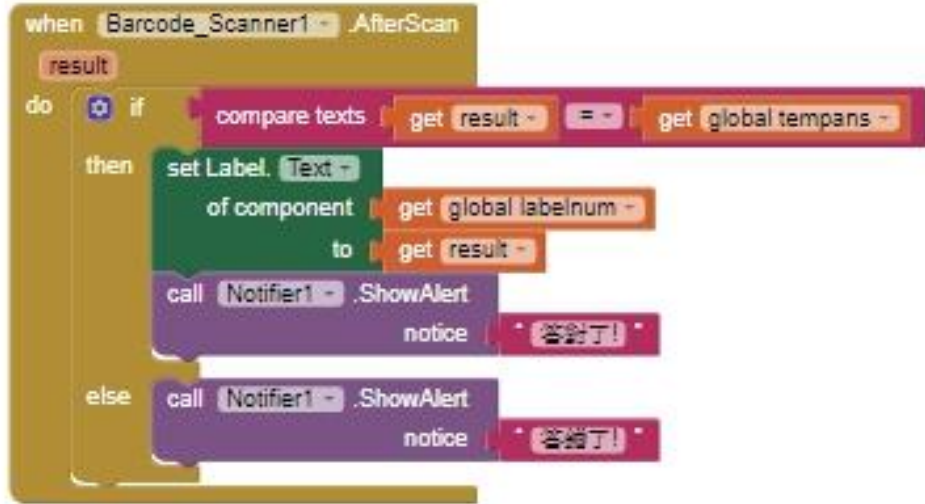 when Barcode_Scanner1 .AfterScan
result
do if compare texts get result = get global tempans
then set Label. Text
of component get global labelnum
to get result
call Notifier1 .ShowAlert
notice " 答對了! "
else call Notifier1 .ShowAlert
notice " 答錯了! "